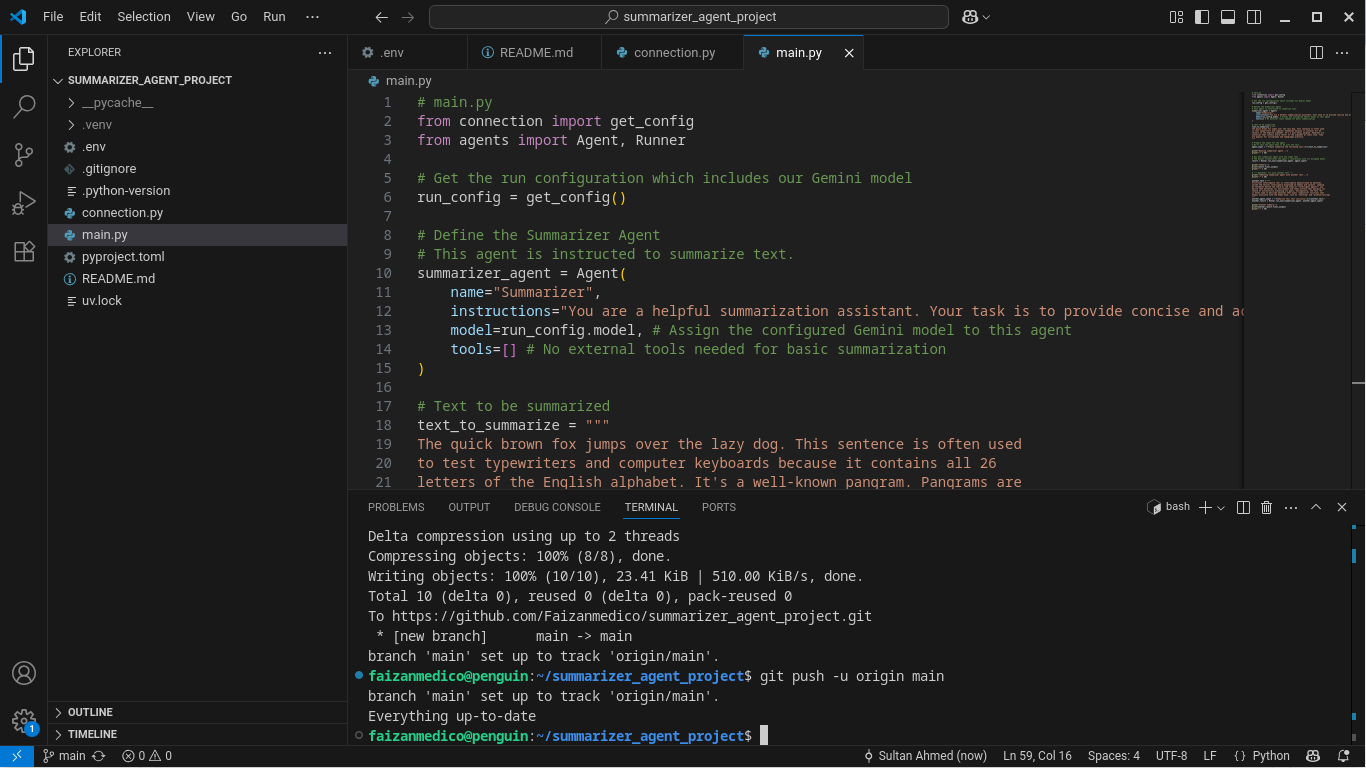 File Edit Selection View Go Run ··· summarizer_agent_project
EXPLORER ···
SUMMARIZER_AGENT_PROJECT
__pycache__
.venv
.env
.gitignore
.python-version
connection.py
main.py
pyproject.toml
README.md
uv.lock
OUTLINE
TIMELINE
.env README.md connection.py main.py
main.py
1 # main.py
2 from connection import get_config
3 from agents import Agent, Runner
4
5 # Get the run configuration which includes our Gemini model
6 run_config = get_config()
7
8 # Define the Summarizer Agent
9 # This agent is instructed to summarize text.
10 summarizer_agent = Agent(
11     name="Summarizer",
12     instructions="You are a helpful summarization assistant. Your task is to provide concise and ac
13     model=run_config.model, # Assign the configured Gemini model to this agent
14     tools=[] # No external tools needed for basic summarization
15 )
16
17 # Text to be summarized
18 text_to_summarize = """
19 The quick brown fox jumps over the lazy dog. This sentence is often used
20 to test typewriters and computer keyboards because it contains all 26
21 letters of the English alphabet. It's a well-known pangram. Pangrams are
PROBLEMS OUTPUT DEBUG CONSOLE TERMINAL PORTS bash
Delta compression using up to 2 threads
Compressing objects: 100% (8/8), done.
Writing objects: 100% (10/10), 23.41 KiB | 510.00 KiB/s, done.
Total 10 (delta 0), reused 0 (delta 0), pack-reused 0
To https://github.com/Faizanmedico/summarizer_agent_project.git
 * [new branch]      main -> main
branch 'main' set up to track 'origin/main'.
faizanmedico@penguin:~/summarizer_agent_project$ git push -u origin main
branch 'main' set up to track 'origin/main'.
Everything up-to-date
faizanmedico@penguin:~/summarizer_agent_project$
1
main 0 0 Sultan Ahmed (now) Ln 59, Col 16 Spaces: 4 UTF-8 LF { } Python